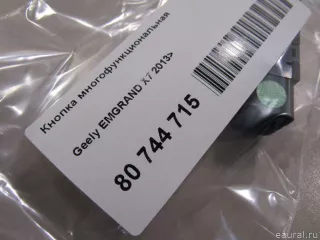 Кнопка многофункциональная
Geely EMGRAND X7 2013>
80 744 715
eaural.ru